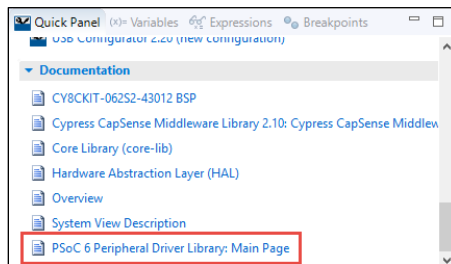 Quick Panel (x)= Variables Expressions Breakpoints
USB Configurator 2.20 (new configuration)
Documentation
CY8CKIT-062S2-43012 BSP
Cypress CapSense Middleware Library 2.10: Cypress CapSense Middlew
Core Library (core-lib)
Hardware Abstraction Layer (HAL)
Overview
System View Description
PSoC 6 Peripheral Driver Library: Main Page